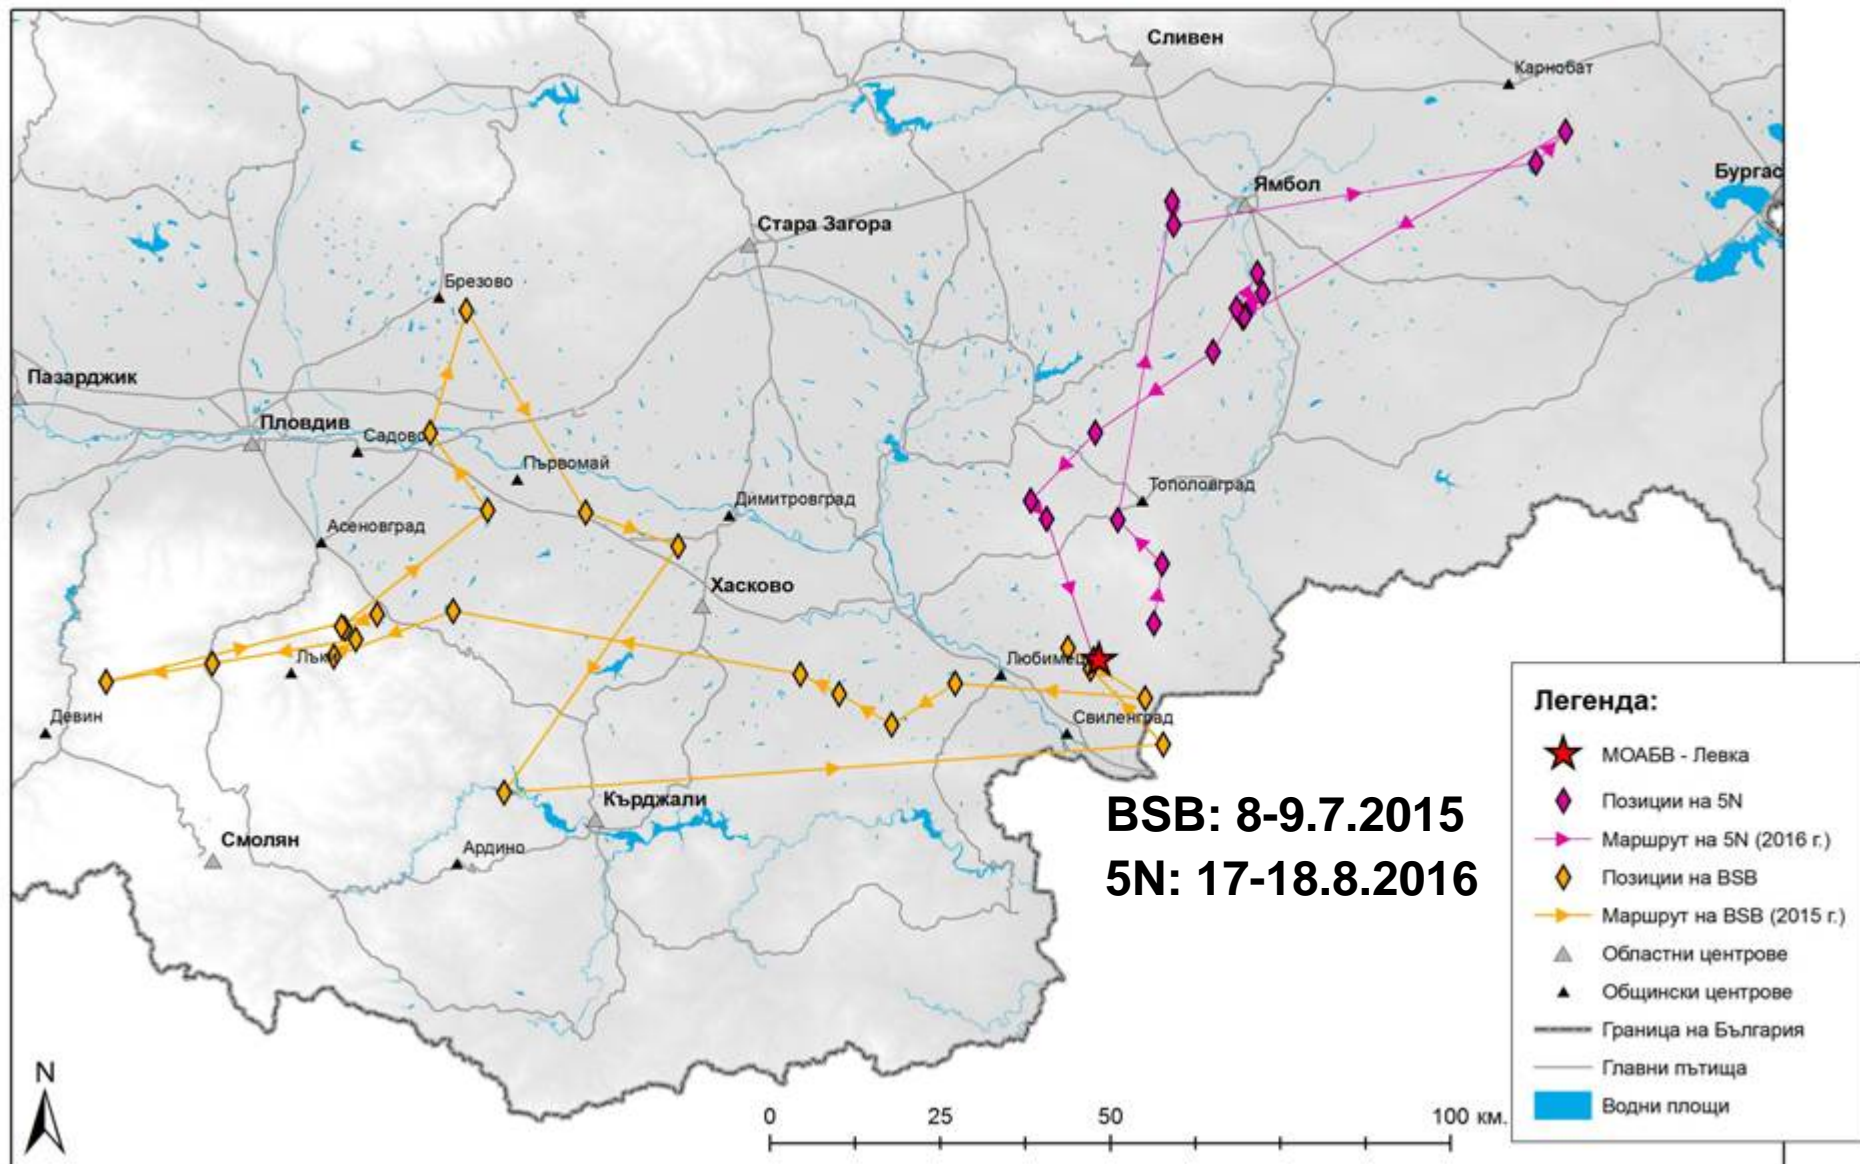 Сливен
Карнобат
Ямбол
Бургас
Стара Загора
Брезово
Пазарджик
Пловдив
Садово
Първомай
Димитровград
Тополовград
Асеновград
Хасково
Лъки
Любимец
Девин
Свиленград
Кърджали
Смолян
Ардино
BSB: 8-9.7.2015
5N: 17-18.8.2016
Легенда:
МОАБВ - Левка
Позиции на 5N
Маршрут на 5N (2016 г.)
Позиции на BSB
Маршрут на BSB (2015 г.)
Областни центрове
Общински центрове
Граница на България
Главни пътища
Водни площи
N
0 25 50 100 км.